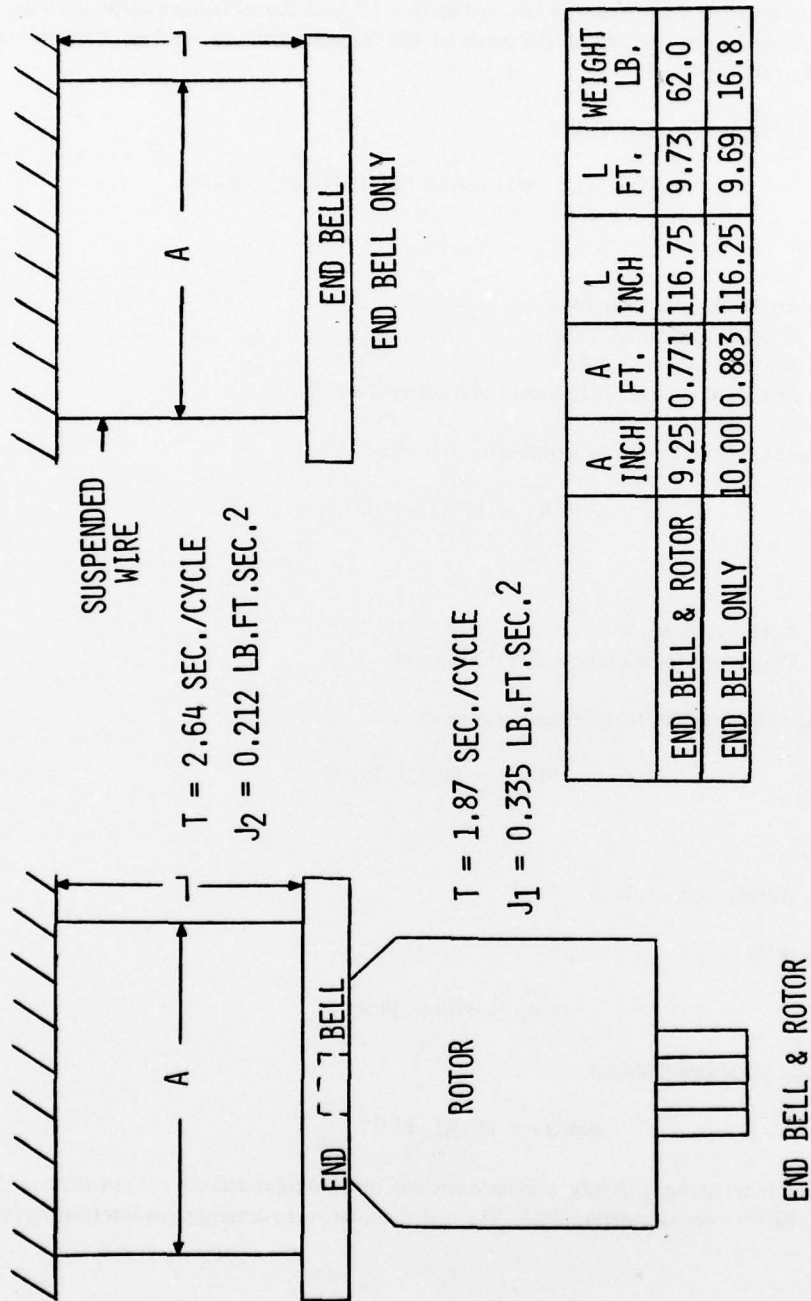 L
A
END BELL
ROTOR
END BELL & ROTOR
T = 1.87 SEC./CYCLE
J1 = 0.335 LB.FT.SEC.2
SUSPENDED
WIRE
L
A
END BELL
END BELL ONLY
T = 2.64 SEC./CYCLE
J2 = 0.212 LB.FT.SEC.2
A INCH A FT. L INCH L FT. WEIGHT LB.
END BELL & ROTOR 9.25 0.771 116.75 9.73 62.0
END BELL ONLY 10.00 0.883 116.25 9.69 16.8